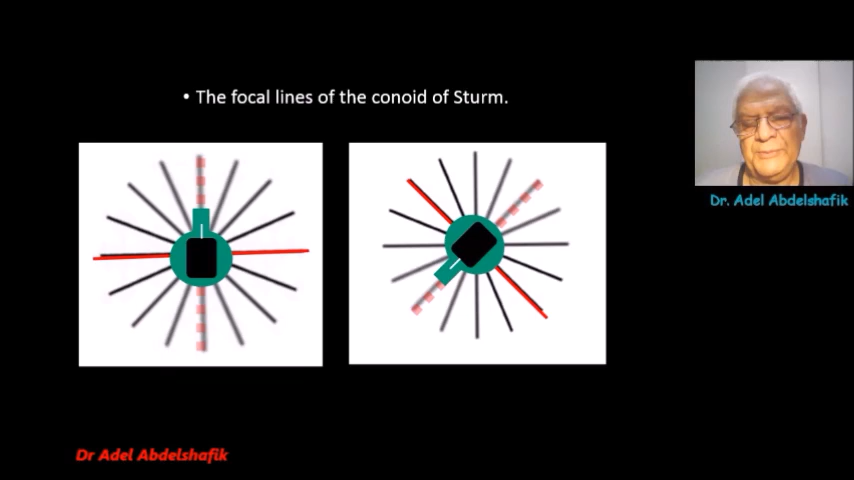 • The focal lines of the conoid of Sturm.
Dr. Adel Abdelshafik
Dr Adel Abdelshafik